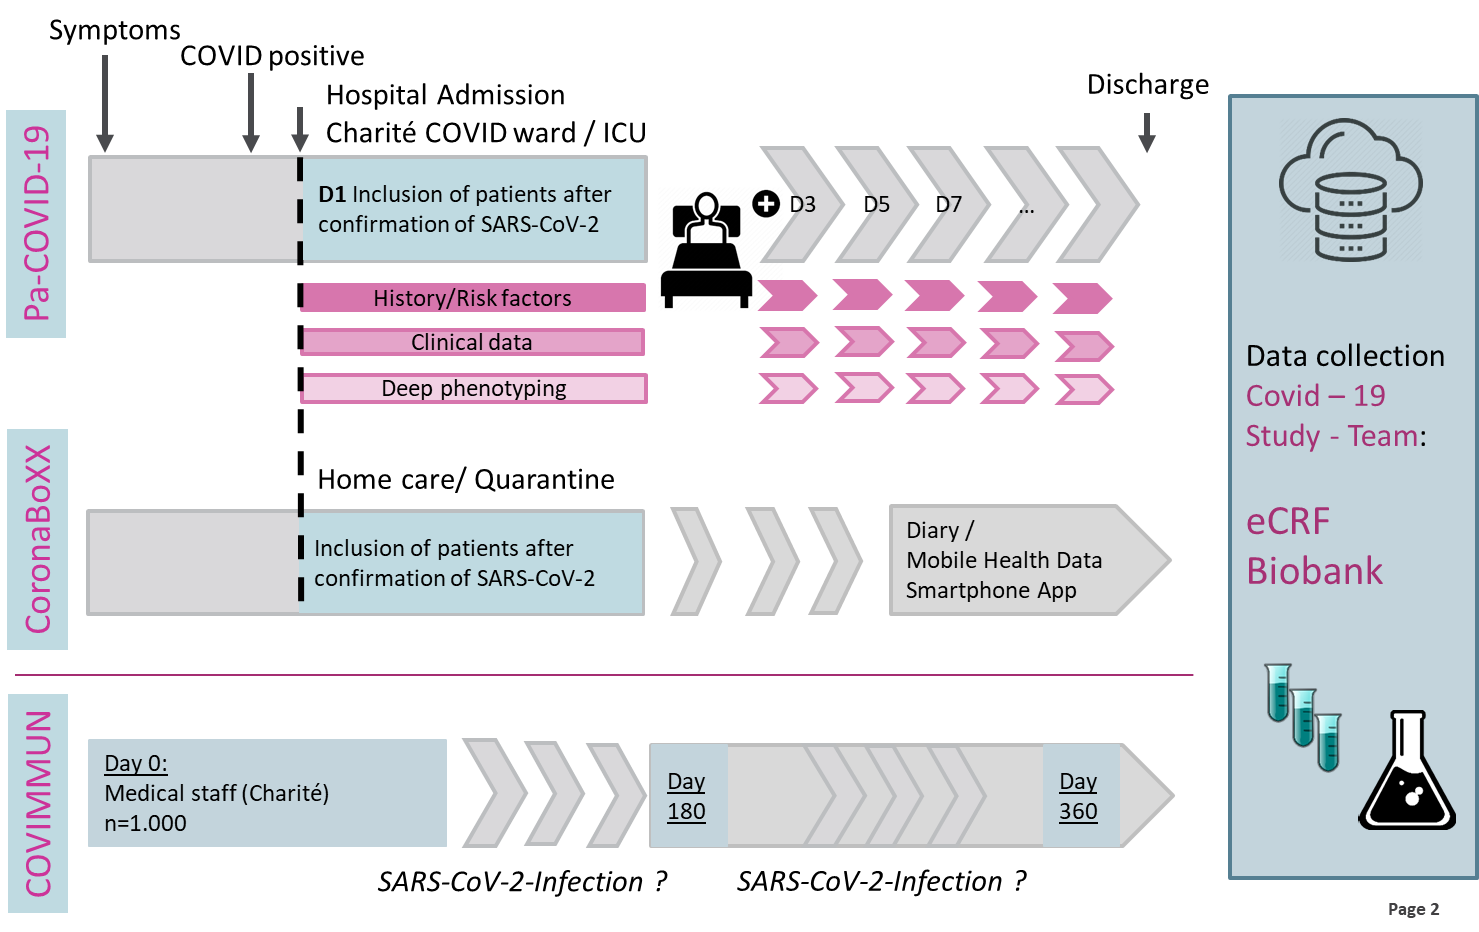 Symptoms
COVID positive
Hospital Admission
Charité COVID ward / ICU
Discharge
Pa-COVID-19
D1 Inclusion of patients after
confirmation of SARS-CoV-2
D3
D5
D7
...
History/Risk factors
Clinical data
Deep phenotyping
CoronaBoXX
Home care/ Quarantine
Inclusion of patients after
confirmation of SARS-CoV-2
Diary /
Mobile Health Data
Smartphone App
COVIMMUN
Day 0:
Medical staff (Charité)
n=1.000
Day
180
Day
360
SARS-CoV-2-Infection ?
SARS-CoV-2-Infection ?
Data collection
Covid – 19
Study - Team:
eCRF
Biobank
Page 2